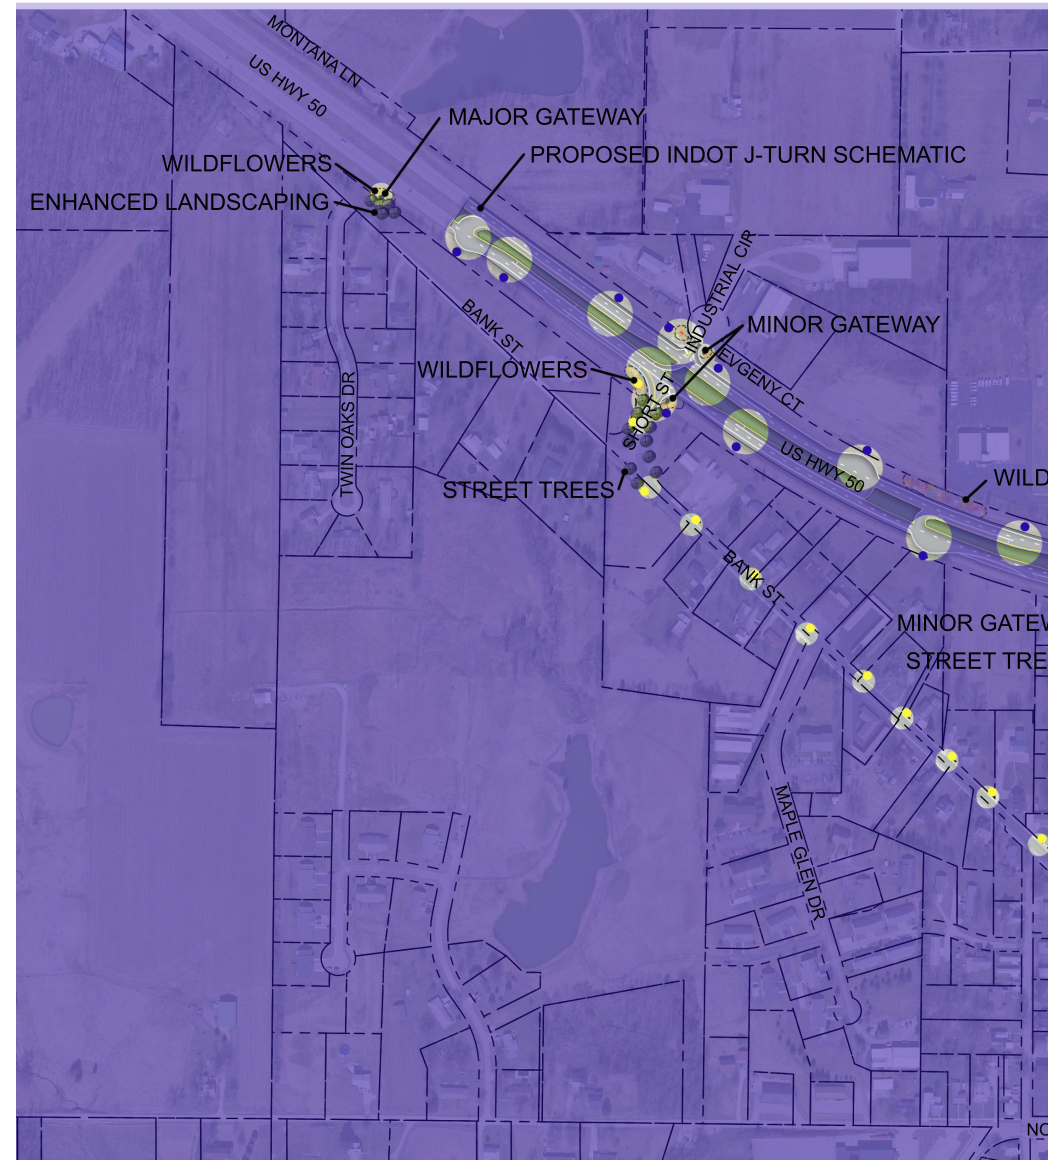 MONTANA LN
US HWY 50
MAJOR GATEWAY
PROPOSED INDOT J-TURN SCHEMATIC
WILDFLOWERS
ENHANCED LANDSCAPING
INDUSTRIAL CIR
BANK ST
MINOR GATEWAY
EVGENY CT
WILDFLOWERS
SHORT ST
TWIN OAKS DR
US HWY 50
WILD
STREET TREES
BANK ST
MINOR GATEW
STREET TRE
MAPLE GLEN DR
NO